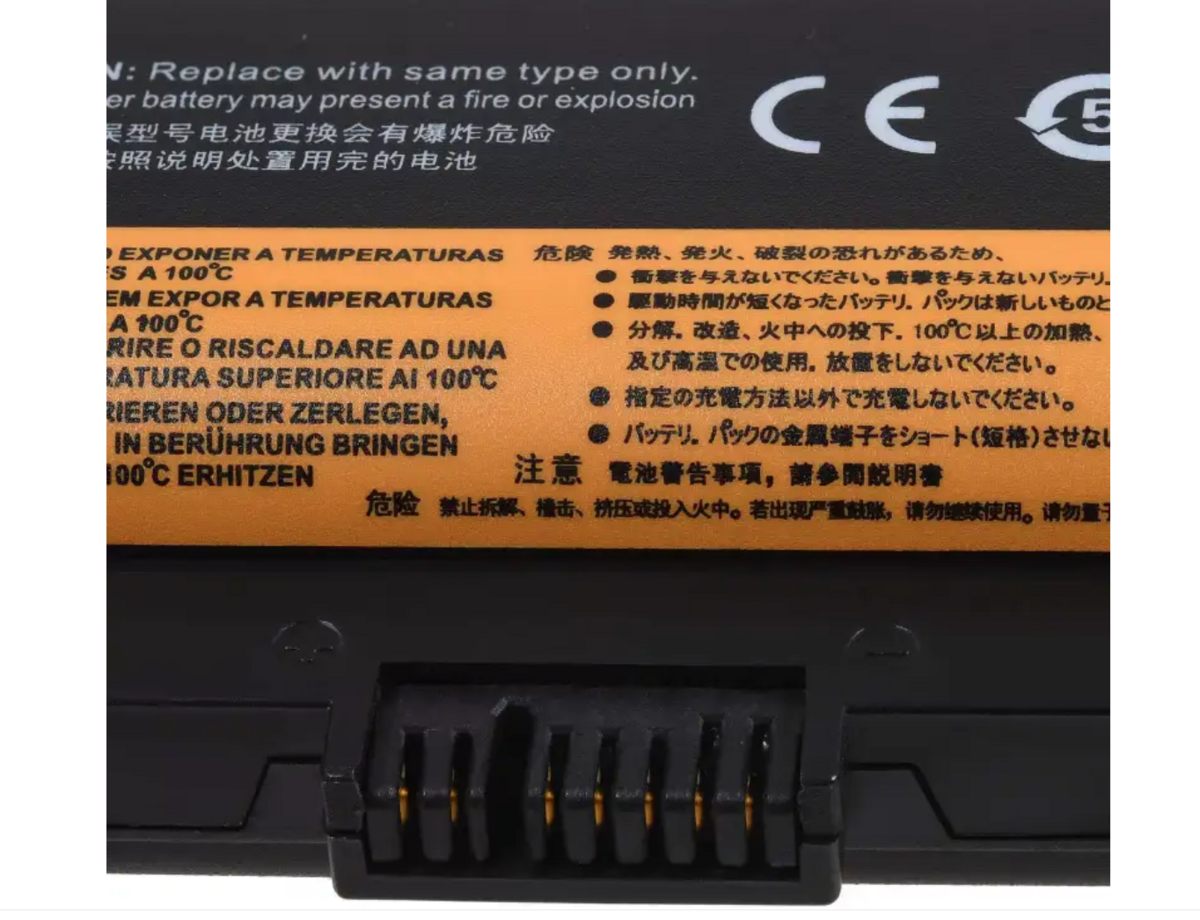 N: Replace with same type only.
er battery may present a fire or explosion
误型号电池更换会有爆炸危险
按照说明处置用完的电池
CE
5
O EXPONER A TEMPERATURAS
ES A 100℃
EM EXPOR A TEMPERATURAS
A 100℃
RIRE O RISCALDARE AD UNA
RATURA SUPERIORE AI 100℃
RIEREN ODER ZERLEGEN,
IN BERÜHRUNG BRINGEN
100℃ ERHITZEN
危険 発熱、発火、破裂の恐れがあるため、
● 衝撃を与えないでください。衝撃を与えないバッテリ.
● 駆動時間が短くなったバッテリ. パックは新しいものと
● 分解. 改造、火中への投下. 100℃以上の加熱、
及び高温での使用. 放置をしないでください。
● 指定の充電方法以外で充電しないでください。
● バッテリ. パックの金属端子をショート(短格)させない
注意 電池警告事項，請參閱説明書
危险 禁止拆解、撞击、挤压或投入火中。若出现严重鼓胀，请勿继续使用。请勿置于